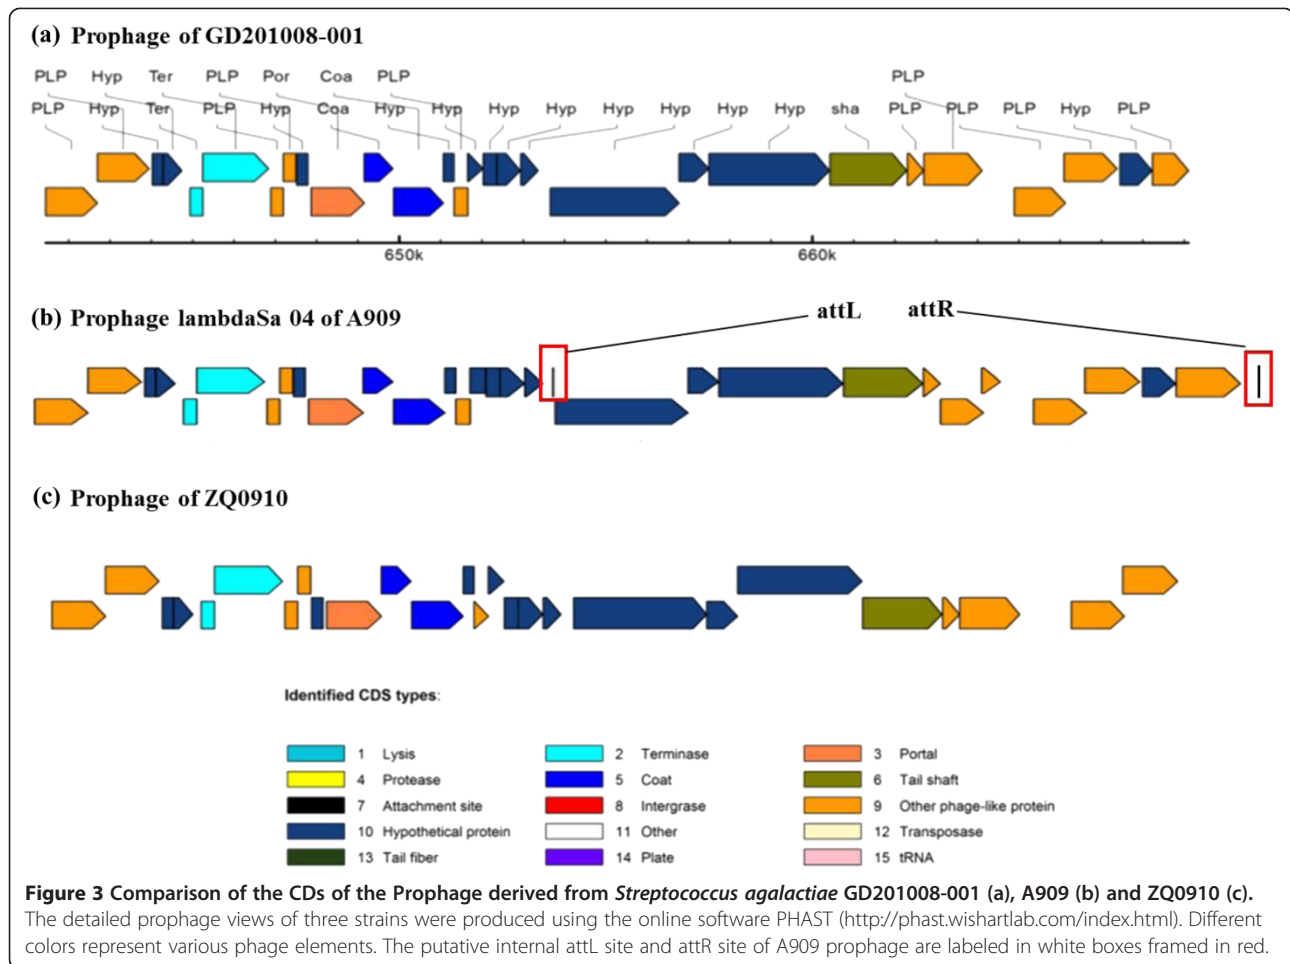 (a) Prophage of GD201008-001
PLP Hyp Ter PLP Por Coa PLP PLP
PLP Hyp Ter PLP Hyp Coa Hyp Hyp Hyp Hyp Hyp Hyp Hyp Hyp sha PLP PLP PLP Hyp PLP
650k 660k
(b) Prophage lambdaSa 04 of A909
attL attR
(c) Prophage of ZQ0910
Identified CDS types:
1 Lysis 2 Terminase 3 Portal
4 Protease 5 Coat 6 Tail shaft
7 Attachment site 8 Intergrase 9 Other phage-like protein
10 Hypothetical protein 11 Other 12 Transposase
13 Tail fiber 14 Plate 15 tRNA
Figure 3 Comparison of the CDs of the Prophage derived from Streptococcus agalactiae GD201008-001 (a), A909 (b) and ZQ0910 (c).
The detailed prophage views of three strains were produced using the online software PHAST (http://phast.wishartlab.com/index.html). Different
colors represent various phage elements. The putative internal attL site and attR site of A909 prophage are labeled in white boxes framed in red.